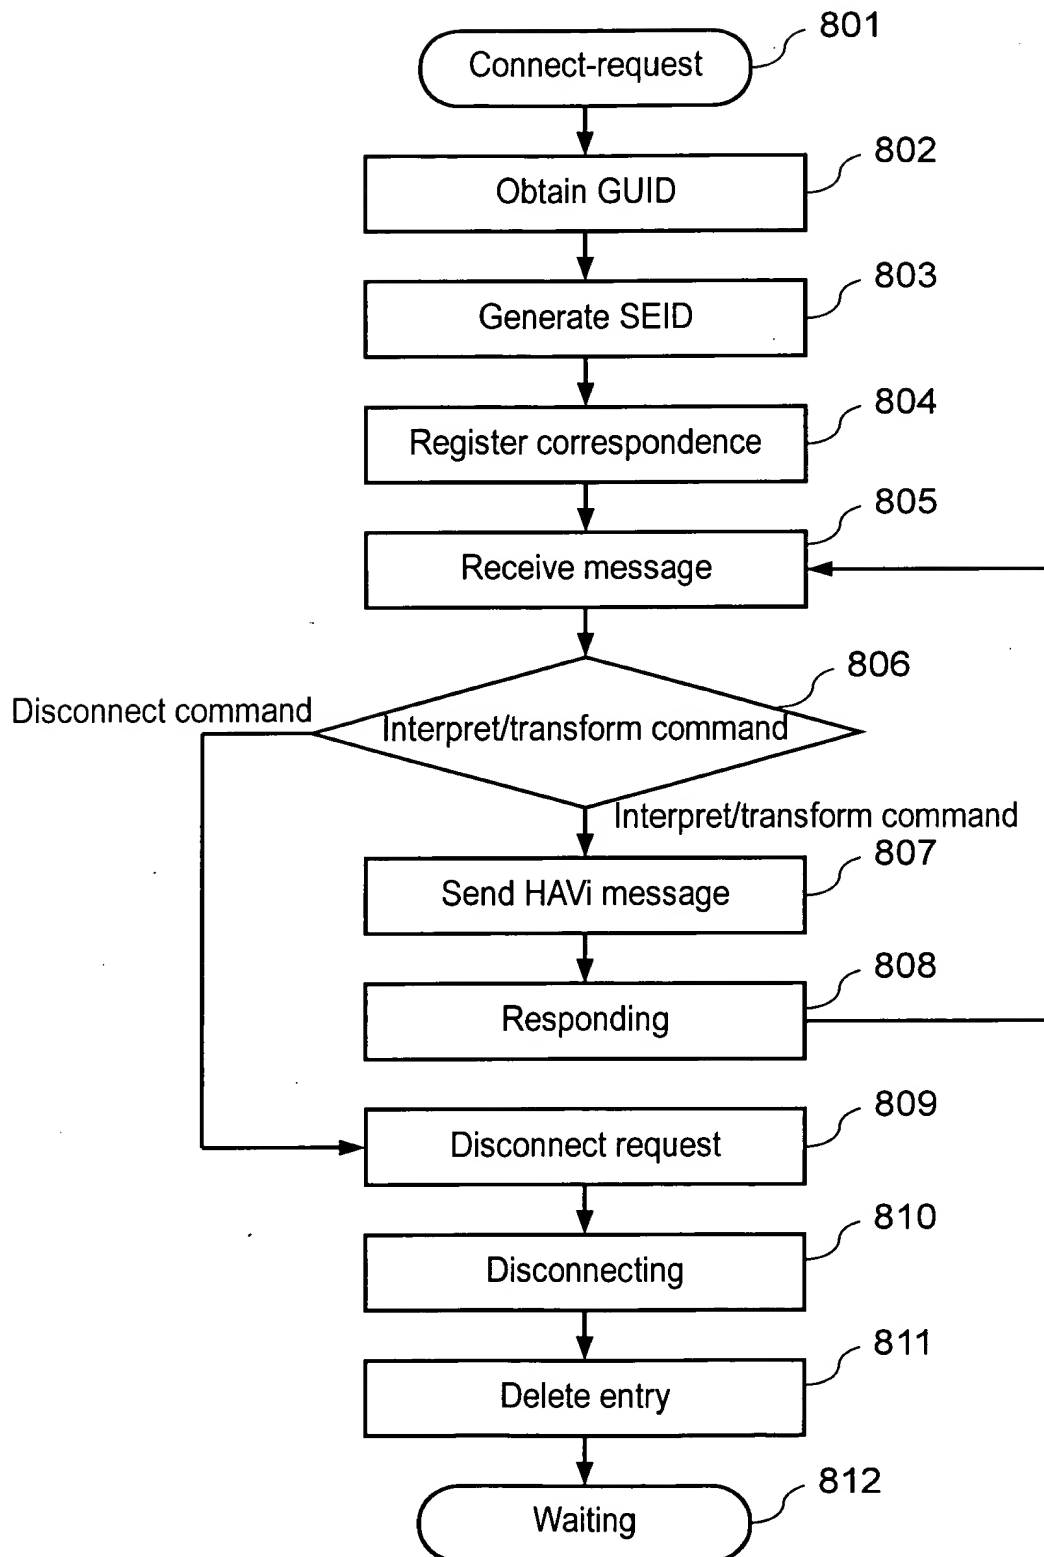 801
Connect-request
802
Obtain GUID
803
Generate SEID
804
Register correspondence
805
Receive message
806
Disconnect command
Interpret/transform command
Interpret/transform command
807
Send HAVi message
808
Responding
809
Disconnect request
810
Disconnecting
811
Delete entry
812
Waiting